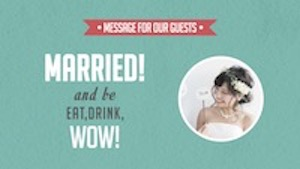 • MESSAGE FOR OUR GUESTS •
MARRIED!
and be
EAT,DRINK,
WOW!